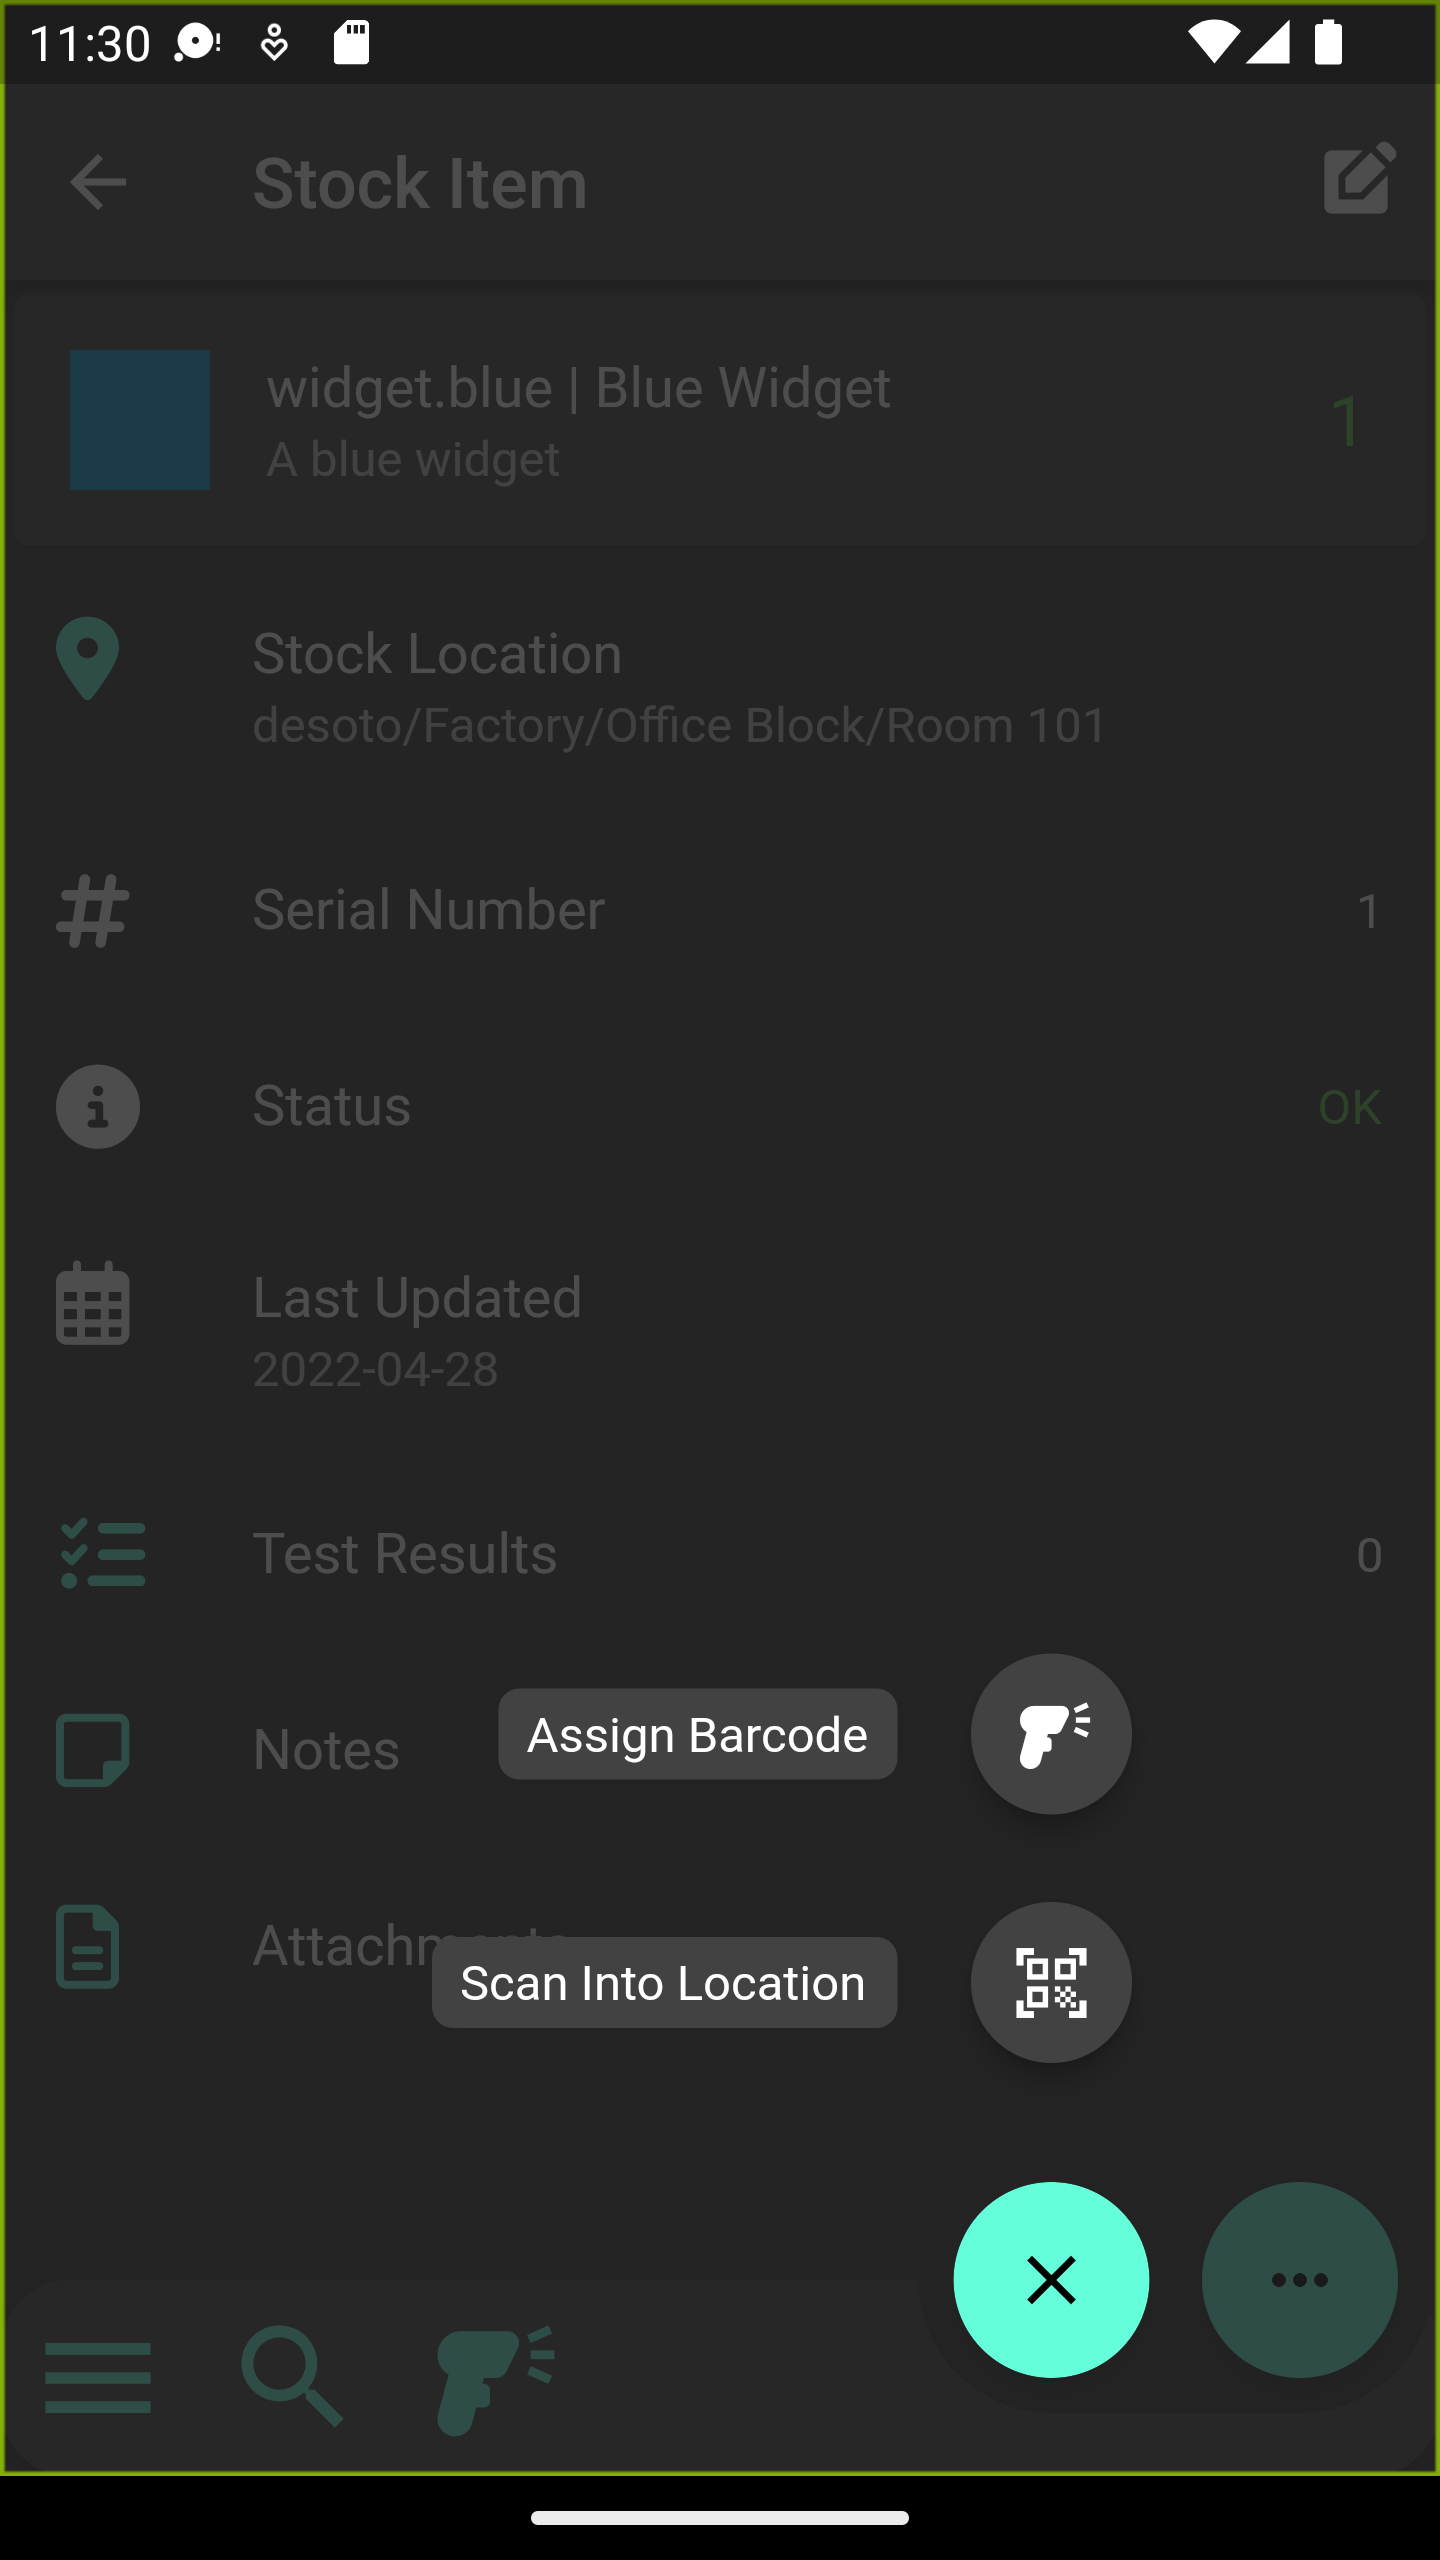 11:30
Stock Item
widget.blue | Blue Widget
1
A blue widget
Stock Location
desoto/Factory/Office Block/Room 101
Serial Number
1
Status
OK
Last Updated
2022-04-28
Test Results
0
Notes
Assign Barcode
Attachments
Scan Into Location